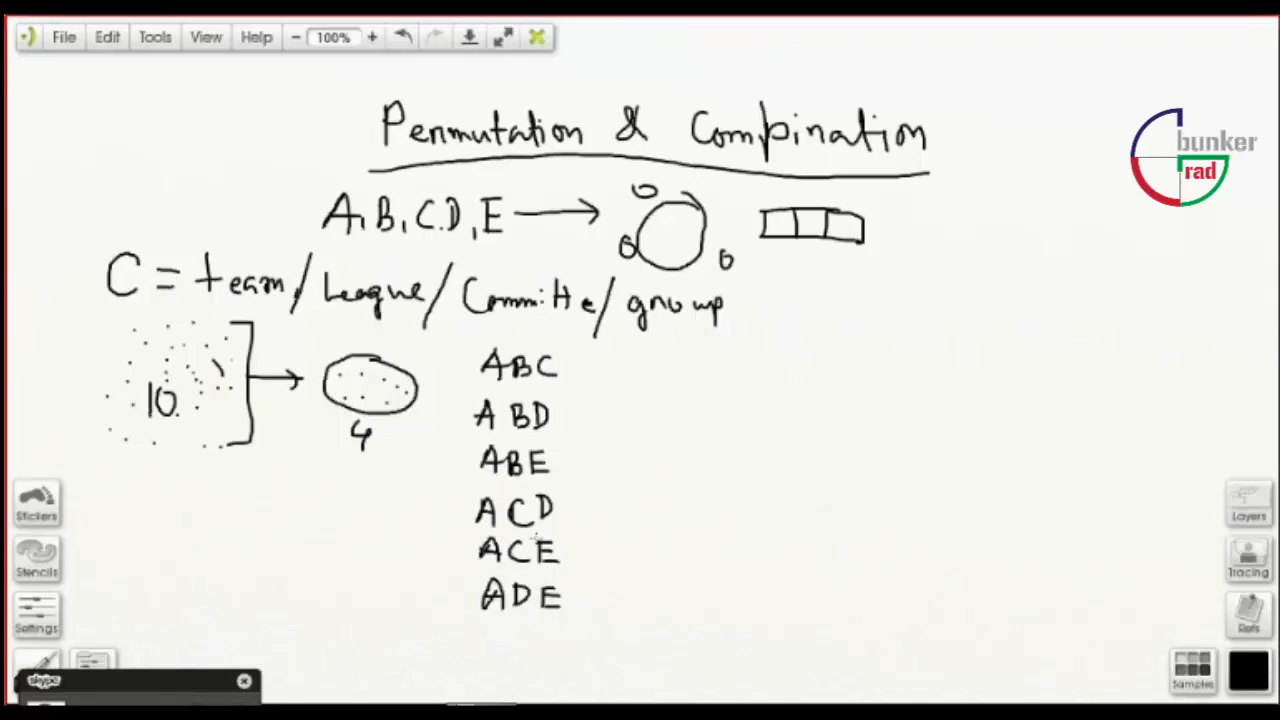 File Edit Tools View Help − 100% +
Permutation & Combination
bunker
rad
A, B, C. D, E
C = team / League / Committe / group
10
4
ABC
ABD
ABE
ACD
ACE
ADE
Stickers
Stencils
Settings
Layers
Tracing
Refs
Samples
skype